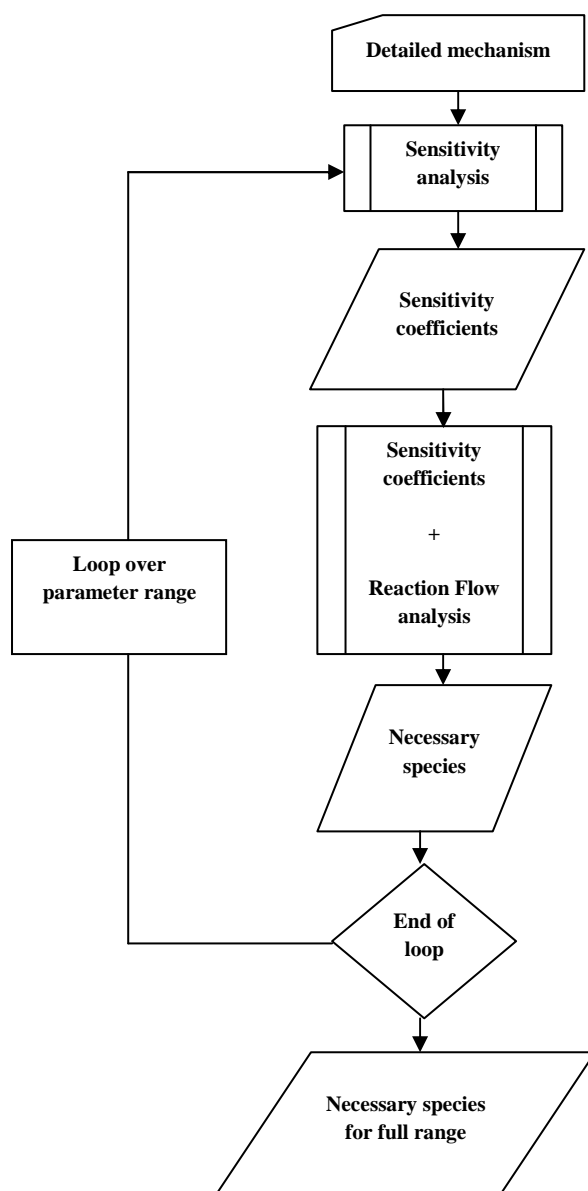 Detailed mechanism
Sensitivity
analysis
Sensitivity
coefficients
Sensitivity
coefficients
+
Reaction Flow
analysis
Loop over
parameter range
Necessary
species
End of
loop
Necessary species
for full range